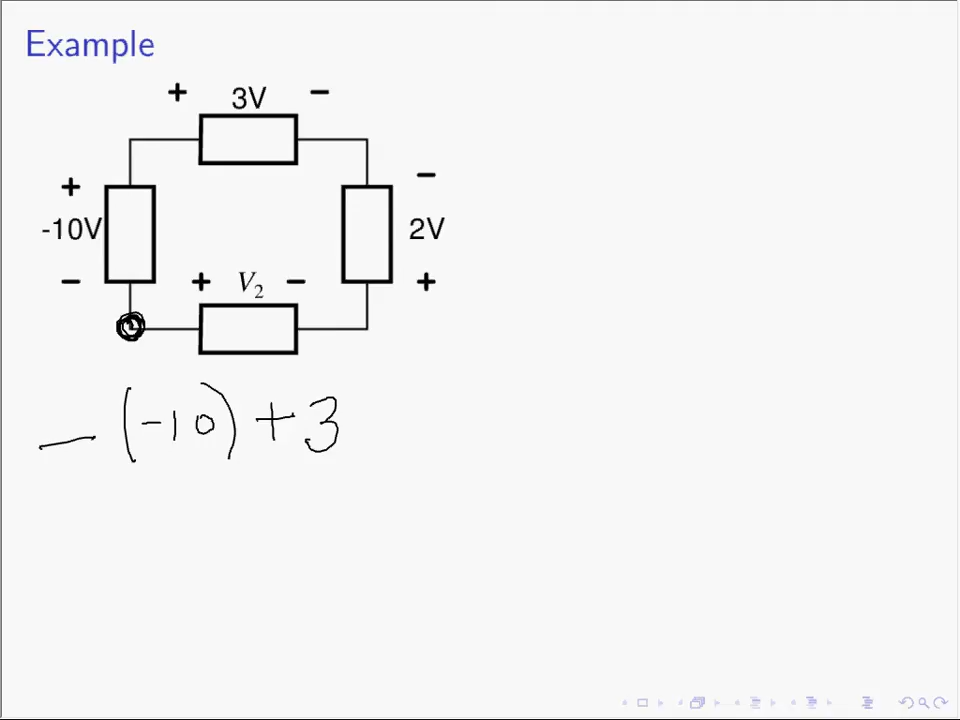 Example
+ 3V −
+ −
-10V 2V
− + V2 − +
− (-10) + 3